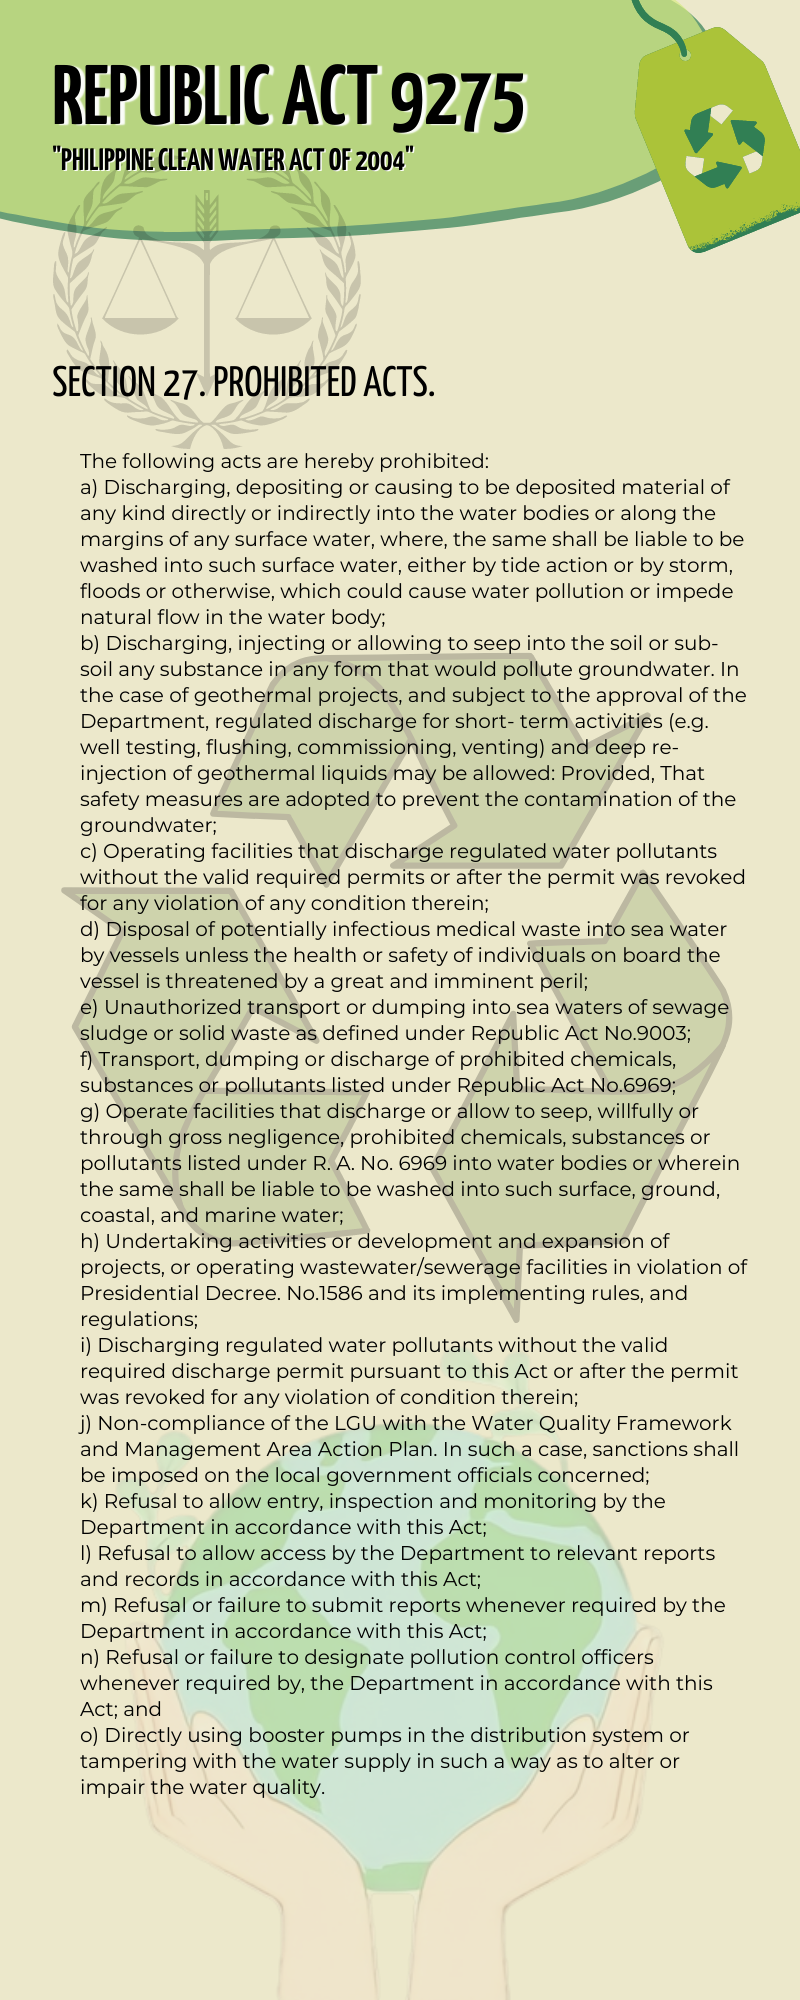 REPUBLIC ACT 9275
"PHILIPPINE CLEAN WATER ACT OF 2004"
SECTION 27. PROHIBITED ACTS.
The following acts are hereby prohibited:
a) Discharging, depositing or causing to be deposited material of
any kind directly or indirectly into the water bodies or along the
margins of any surface water, where, the same shall be liable to be
washed into such surface water, either by tide action or by storm,
floods or otherwise, which could cause water pollution or impede
natural flow in the water body;
b) Discharging, injecting or allowing to seep into the soil or sub-
soil any substance in any form that would pollute groundwater. In
the case of geothermal projects, and subject to the approval of the
Department, regulated discharge for short- term activities (e.g.
well testing, flushing, commissioning, venting) and deep re-
injection of geothermal liquids may be allowed: Provided, That
safety measures are adopted to prevent the contamination of the
groundwater;
c) Operating facilities that discharge regulated water pollutants
without the valid required permits or after the permit was revoked
for any violation of any condition therein;
d) Disposal of potentially infectious medical waste into sea water
by vessels unless the health or safety of individuals on board the
vessel is threatened by a great and imminent peril;
e) Unauthorized transport or dumping into sea waters of sewage
sludge or solid waste as defined under Republic Act No.9003;
f) Transport, dumping or discharge of prohibited chemicals,
substances or pollutants listed under Republic Act No.6969;
g) Operate facilities that discharge or allow to seep, willfully or
through gross negligence, prohibited chemicals, substances or
pollutants listed under R. A. No. 6969 into water bodies or wherein
the same shall be liable to be washed into such surface, ground,
coastal, and marine water;
h) Undertaking activities or development and expansion of
projects, or operating wastewater/sewerage facilities in violation of
Presidential Decree. No.1586 and its implementing rules, and
regulations;
i) Discharging regulated water pollutants without the valid
required discharge permit pursuant to this Act or after the permit
was revoked for any violation of condition therein;
j) Non-compliance of the LGU with the Water Quality Framework
and Management Area Action Plan. In such a case, sanctions shall
be imposed on the local government officials concerned;
k) Refusal to allow entry, inspection and monitoring by the
Department in accordance with this Act;
l) Refusal to allow access by the Department to relevant reports
and records in accordance with this Act;
m) Refusal or failure to submit reports whenever required by the
Department in accordance with this Act;
n) Refusal or failure to designate pollution control officers
whenever required by, the Department in accordance with this
Act; and
o) Directly using booster pumps in the distribution system or
tampering with the water supply in such a way as to alter or
impair the water quality.